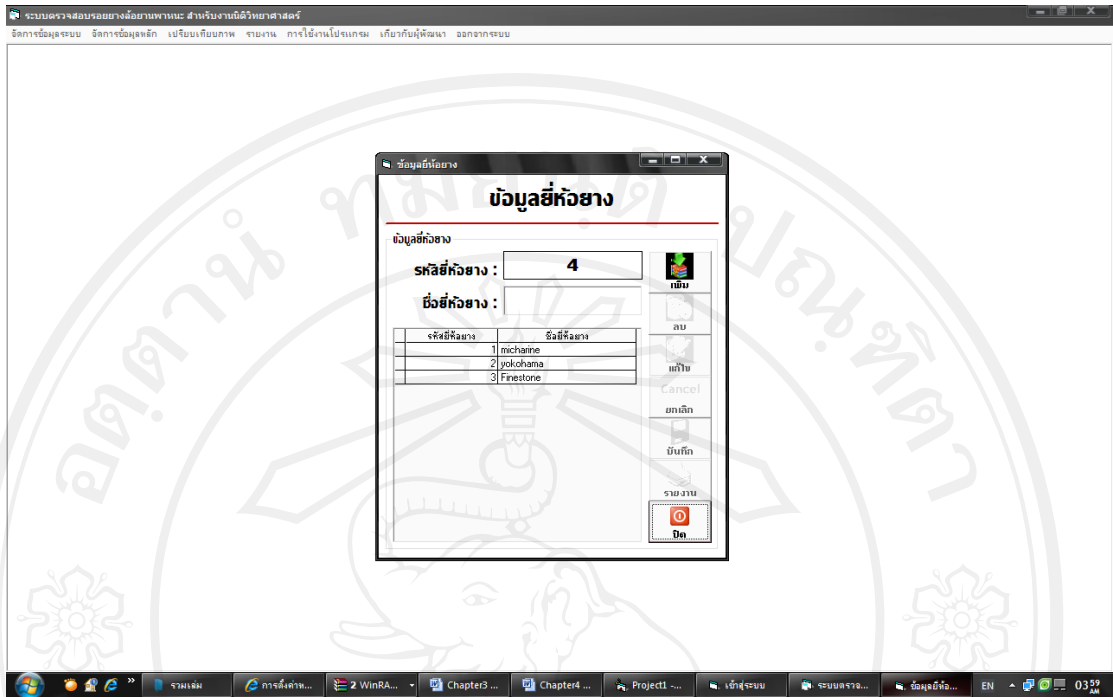 ระบบตรวจสอบรอยยางล้อยานพาหนะ สำหรับงานนิติวิทยาศาสตร์
จัดการข้อมูลระบบ จัดการข้อมูลหลัก เปรียบเทียบภาพ รายงาน การใช้งานโปรแกรม เกี่ยวกับผู้พัฒนา ออกจากระบบ
ข้อมูลยี่ห้อยาง
ข้อมูลยี่ห้อยาง
ข้อมูลยี่ห้อยาง
รหัสยี่ห้อยาง : 4
เพิ่ม
ชื่อยี่ห้อยาง :
ลบ
รหัสยี่ห้อยาง ชื่อยี่ห้อยาง
1 micharine
2 yokohama
3 Finestone
แก้ไข
Cancel
ยกเลิก
บันทึก
รายงาน
ปิด
รวมเล่ม การตั้งค่าห... 2 WinRA... Chapter3 ... Chapter4 ... Project1 -... เข้าสู่ระบบ ระบบตรวจ... ข้อมูลยี่ห้อ... EN 03 59 AM